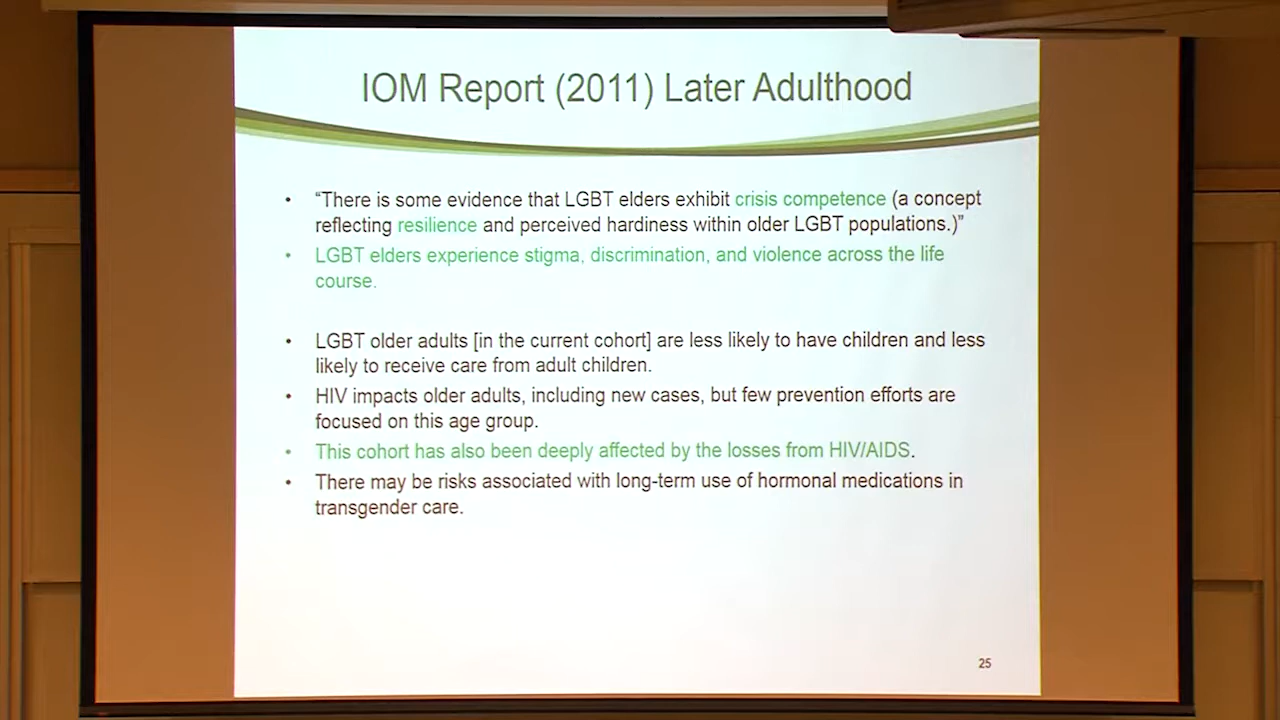 IOM Report (2011) Later Adulthood
• “There is some evidence that LGBT elders exhibit crisis competence (a concept
reflecting resilience and perceived hardiness within older LGBT populations.)”
• LGBT elders experience stigma, discrimination, and violence across the life
course.
• LGBT older adults [in the current cohort] are less likely to have children and less
likely to receive care from adult children.
• HIV impacts older adults, including new cases, but few prevention efforts are
focused on this age group.
• This cohort has also been deeply affected by the losses from HIV/AIDS.
• There may be risks associated with long-term use of hormonal medications in
transgender care.
25